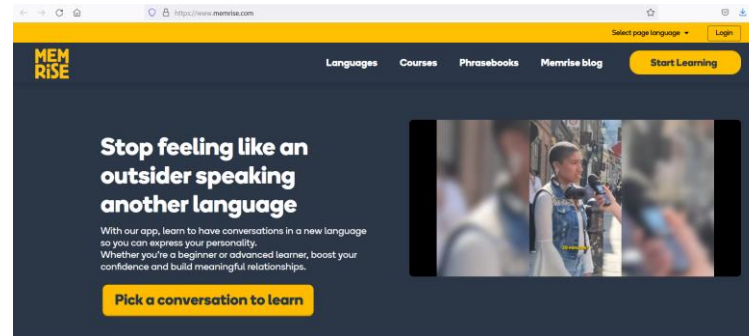 https://www.memrise.com
Select page language
Login
MEM
RiSE
Languages
Courses
Phrasebooks
Memrise blog
Start Learning
Stop feeling like an
outsider speaking
another language
With our app, learn to have conversations in a new language
so you can express your personality.
Whether you're a beginner or advanced learner, boost your
confidence and build meaningful relationships.
Pick a conversation to learn